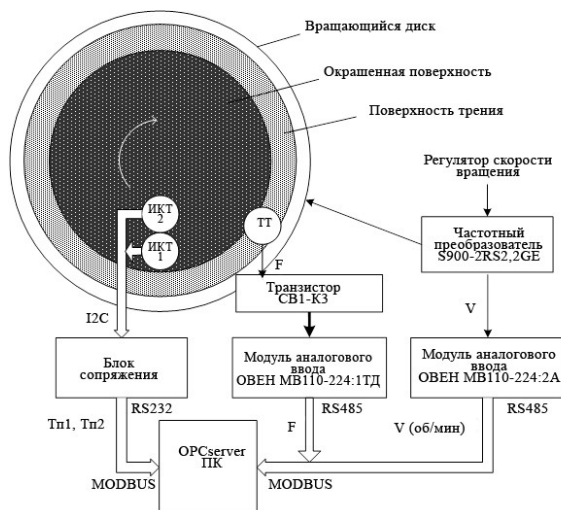 Вращающийся диск
Окрашенная поверхность
Поверхность трения
Регулятор скорости
вращения
ИКТ
2
ИКТ
1
ТТ
F
Частотный
преобразователь
S900-2RS2,2GE
Транзистор
СВ1-К3
V
I2C
Блок
сопряжения
Модуль аналогового
ввода
ОВЕН МВ110-224:1ТД
Модуль аналогового
ввода
ОВЕН МВ110-224:2А
RS232
RS485
RS485
Тп1, Тп2
F
V (об/мин)
OPCserver
ПК
MODBUS
MODBUS